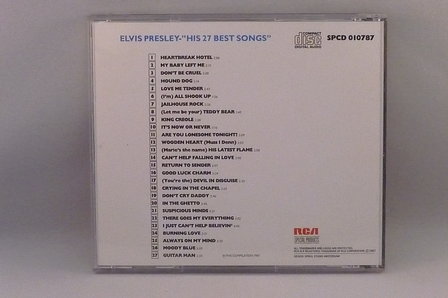 ELVIS PRESLEY-"HIS 27 BEST SONGS"
COMPACT
disc
DIGITAL AUDIO
SPCD 010787
1 HEARTBREAK HOTEL
2 MY BABY LEFT ME
3 DON'T BE CRUEL
4 HOUND DOG
5 LOVE ME TENDER
6 (I'm) ALL SHOOK UP
7 JAILHOUSE ROCK
8 (Let me be your) TEDDY BEAR
9 KING CREOLE
10 IT'S NOW OR NEVER
11 ARE YOU LONESOME TONIGHT?
12 WOODEN HEART (Muss I Denn)
13 (Marie's the name) HIS LATEST FLAME
14 CAN'T HELP FALLING IN LOVE
15 RETURN TO SENDER
16 GOOD LUCK CHARM
17 (You're the) DEVIL IN DISGUISE
18 CRYING IN THE CHAPEL
19 DON'T CRY DADDY
20 IN THE GHETTO
21 SUSPICIOUS MINDS
22 THERE GOES MY EVERYTHING
23 I JUST CAN'T HELP BELIEVIN'
24 BURNING LOVE
25 ALWAYS ON MY MIND
26 MOODY BLUE
27 GUITAR MAN
RCA
SPECIAL PRODUCTS